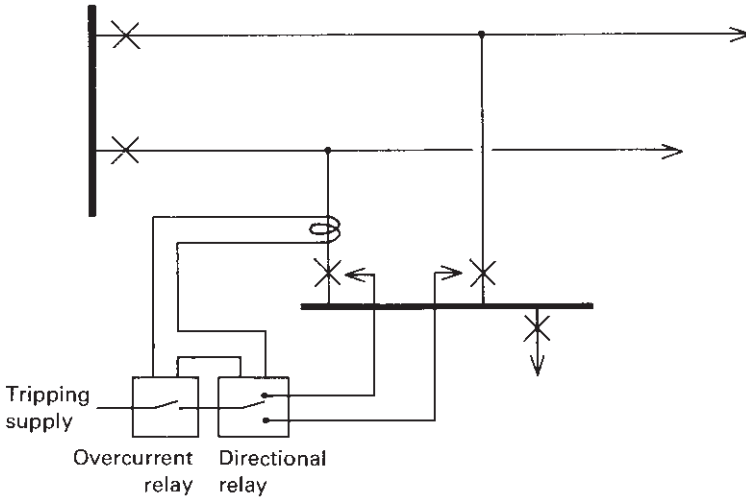 Tripping
supply
Overcurrent
relay
Directional
relay